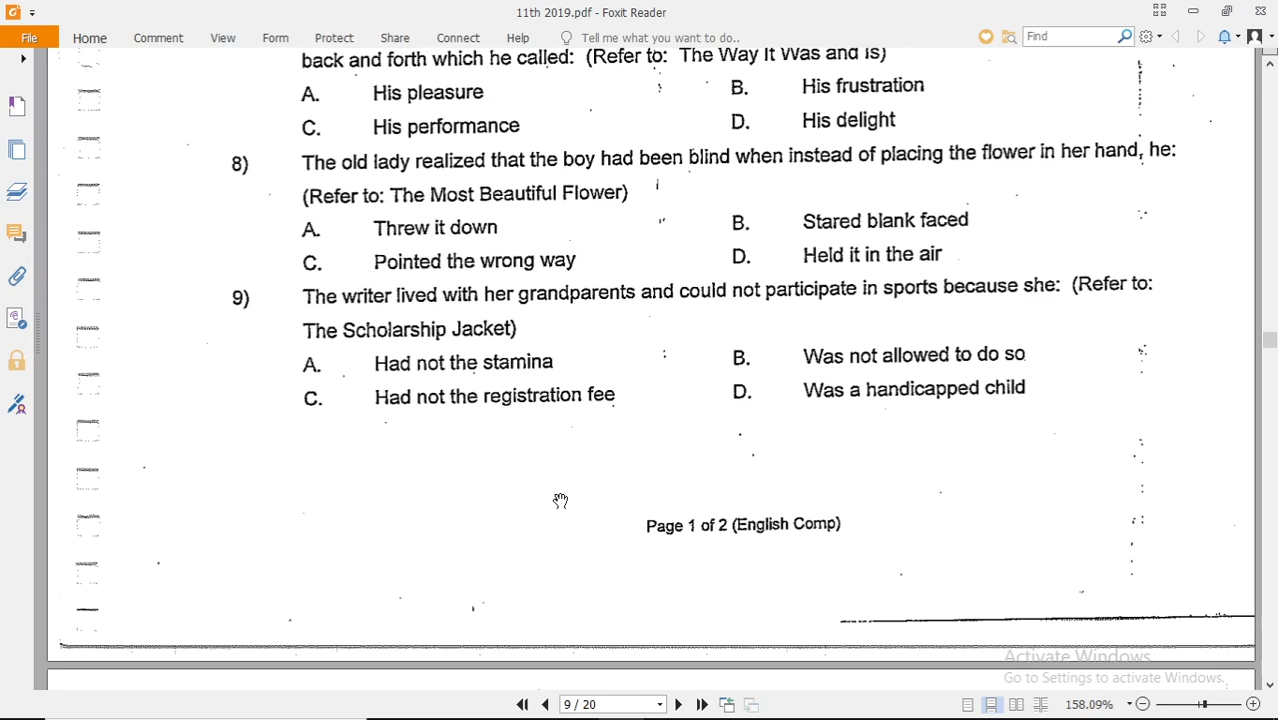 11th 2019.pdf - Foxit Reader
File Home Comment View Form Protect Share Connect Help Tell me what you want to do.. Find
back and forth which he called: (Refer to: The Way It Was and is)
A. His pleasure B. His frustration
C. His performance D. His delight
8) The old lady realized that the boy had been blind when instead of placing the flower in her hand, he:
(Refer to: The Most Beautiful Flower)
A. Threw it down B. Stared blank faced
C. Pointed the wrong way D. Held it in the air
9) The writer lived with her grandparents and could not participate in sports because she: (Refer to:
The Scholarship Jacket)
A. Had not the stamina B. Was not allowed to do so
C. Had not the registration fee D. Was a handicapped child
Page 1 of 2 (English Comp)
Activate Windows
Go to Settings to activate Windows.
9 / 20 158.09%